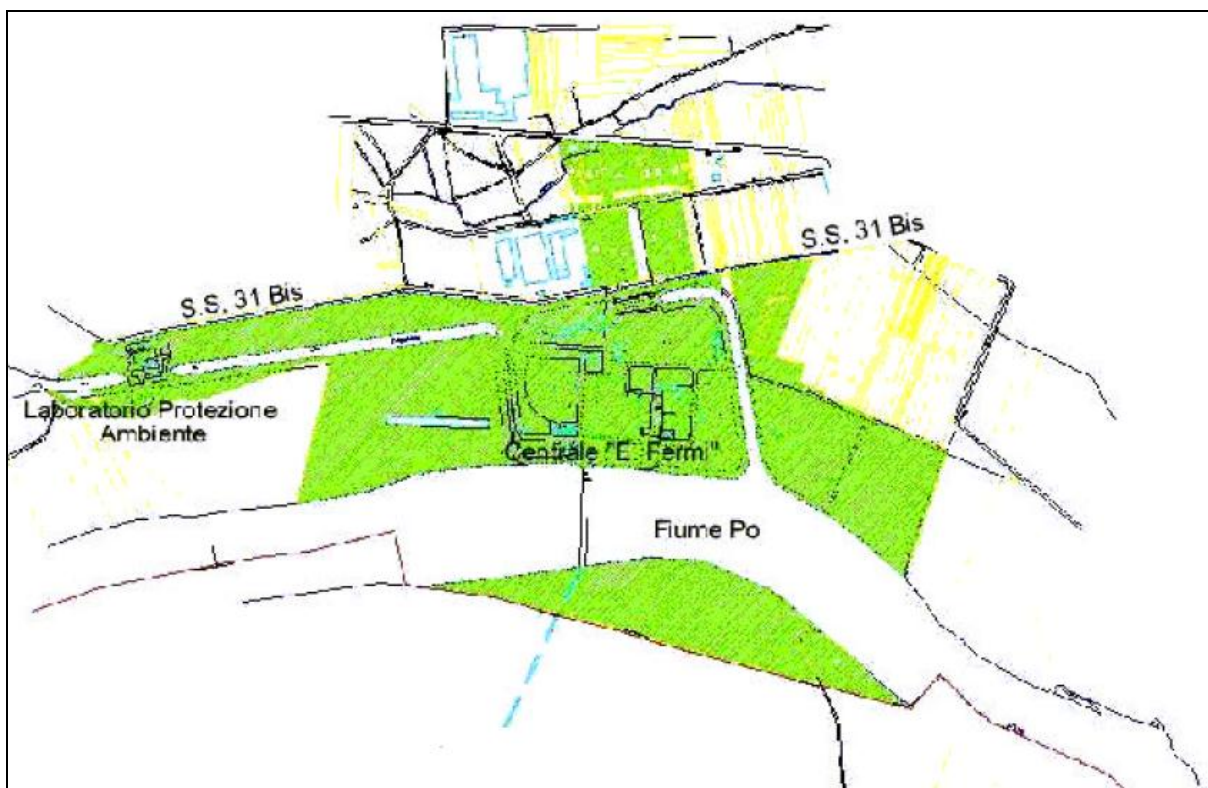 S.S. 31 Bis
S.S. 31 Bis
Laboratorio Protezione
Ambiente
Centrale "E. Fermi"
Fiume Po